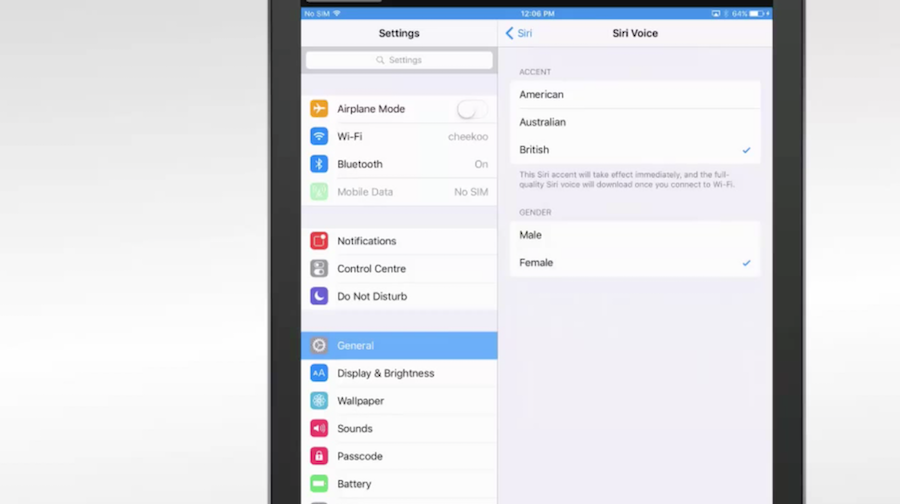 No SIM 12:06 PM 64%
Settings
Settings
Airplane Mode
Wi-Fi cheekoo
Bluetooth On
Mobile Data No SIM
Notifications
Control Centre
Do Not Disturb
General
Display & Brightness
AA
Wallpaper
Sounds
Passcode
Battery
Siri Siri Voice
ACCENT
American
Australian
British
This Siri accent will take effect immediately, and the full-
quality Siri voice will download once you connect to Wi-Fi.
GENDER
Male
Female